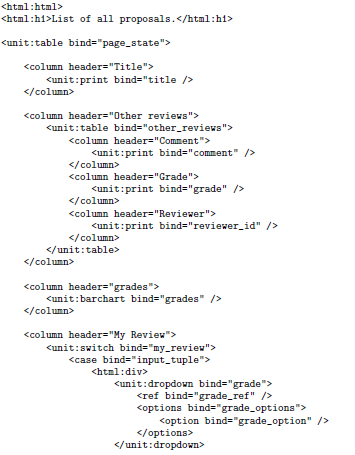 <html:html>
<html:h1>List of all proposals.</html:h1>
<unit:table bind="page_state">
<column header="Title">
<unit:print bind="title />
</column>
<column header="Other reviews">
<unit:table bind="other_reviews">
<column header="Comment">
<unit:print bind="comment" />
</column>
<column header="Grade">
<unit:print bind="grade" />
</column>
<column header="Reviewer">
<unit:print bind="reviewer_id" />
</column>
</unit:table>
</column>
<column header="grades">
<unit:barchart bind="grades" />
</column>
<column header="My Review">
<unit:switch bind="my_review">
<case bind="input_tuple">
<html:div>
<unit:dropdown bind="grade">
<ref bind="grade_ref" />
<options bind="grade_options">
<option bind="grade_option" />
</options>
</unit:dropdown>